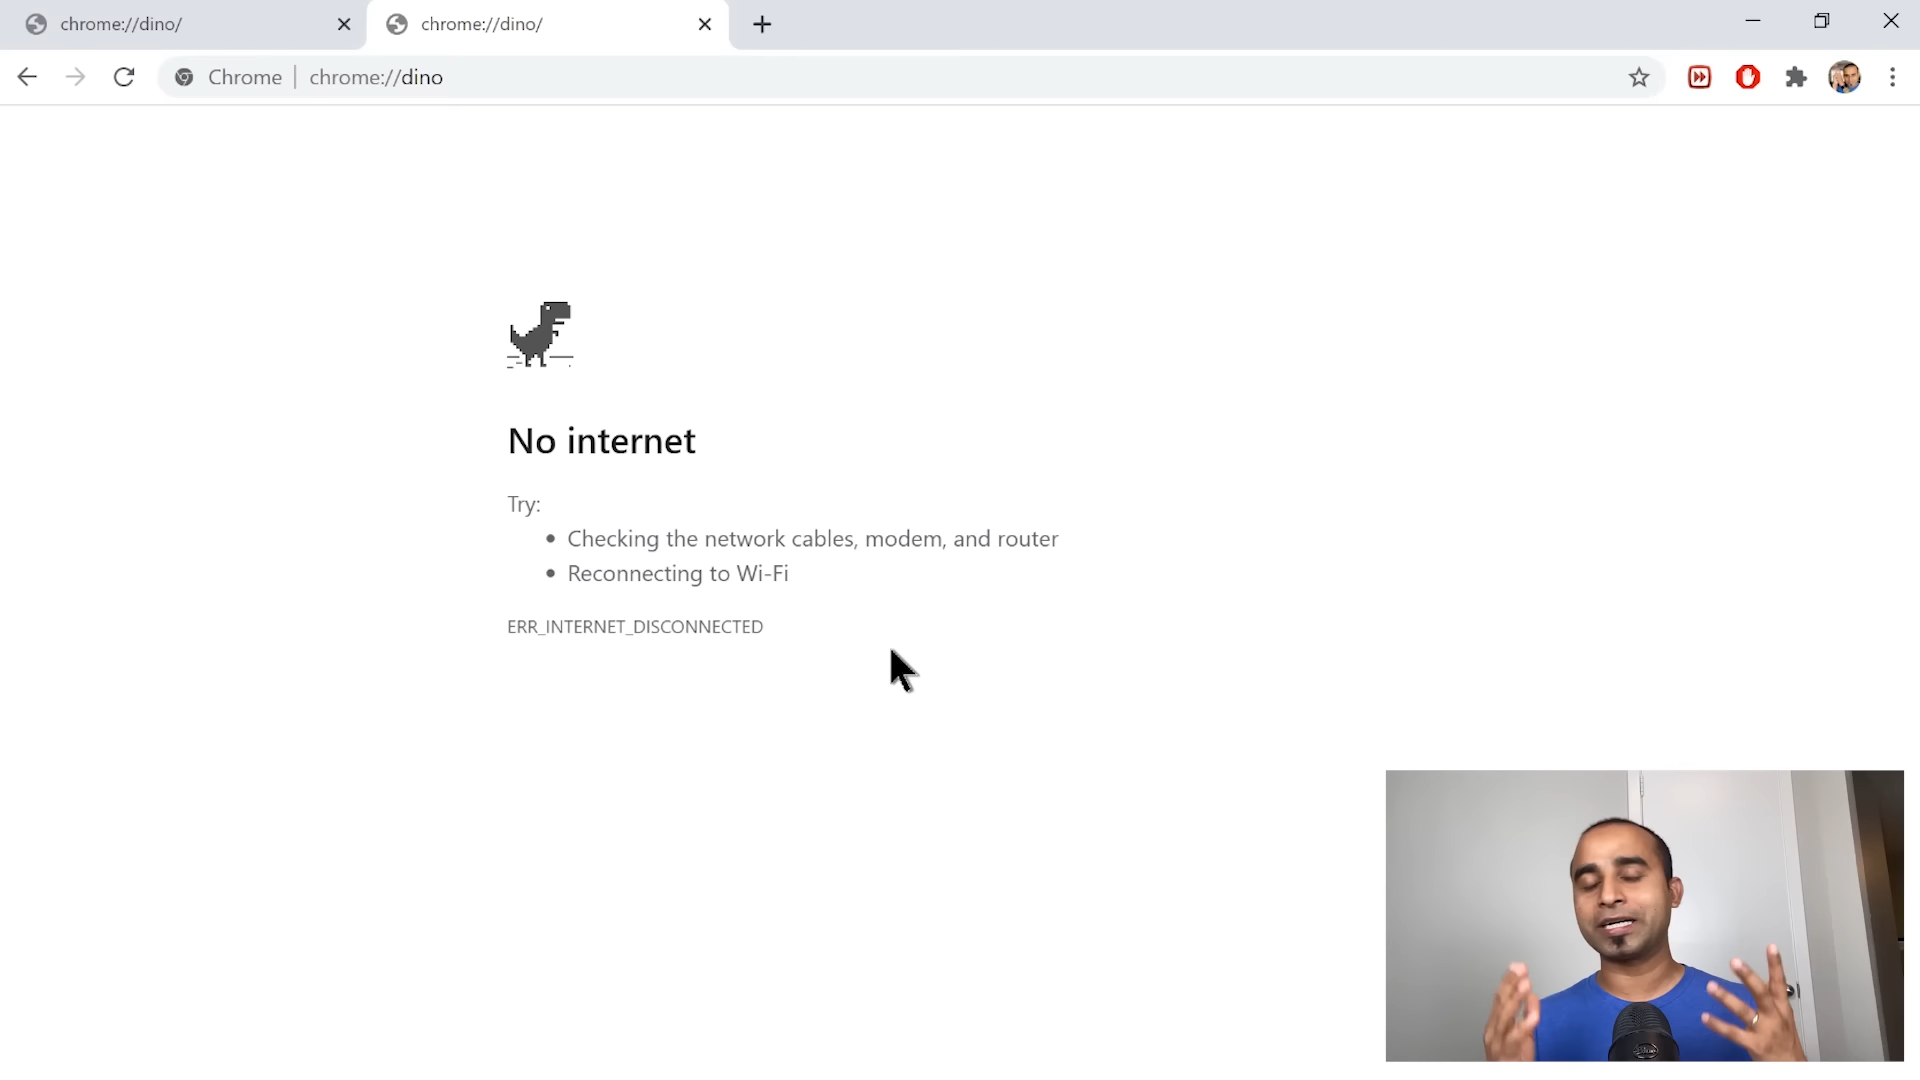 chrome://dino/
chrome://dino/
Chrome | chrome://dino
No internet
Try:
• Checking the network cables, modem, and router
• Reconnecting to Wi-Fi
ERR_INTERNET_DISCONNECTED